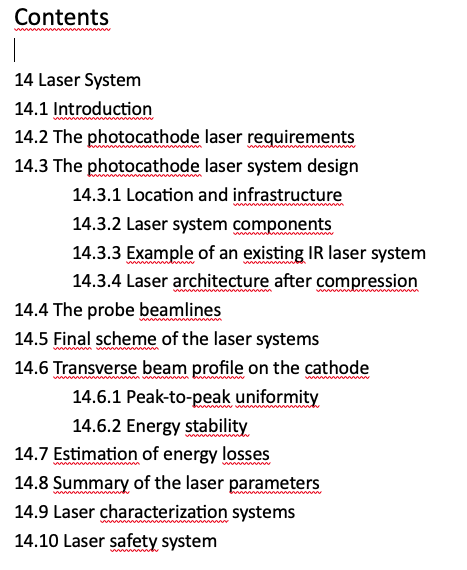 Contents
14 Laser System
14.1 Introduction
14.2 The photocathode laser requirements
14.3 The photocathode laser system design
14.3.1 Location and infrastructure
14.3.2 Laser system components
14.3.3 Example of an existing IR laser system
14.3.4 Laser architecture after compression
14.4 The probe beamlines
14.5 Final scheme of the laser systems
14.6 Transverse beam profile on the cathode
14.6.1 Peak-to-peak uniformity
14.6.2 Energy stability
14.7 Estimation of energy losses
14.8 Summary of the laser parameters
14.9 Laser characterization systems
14.10 Laser safety system